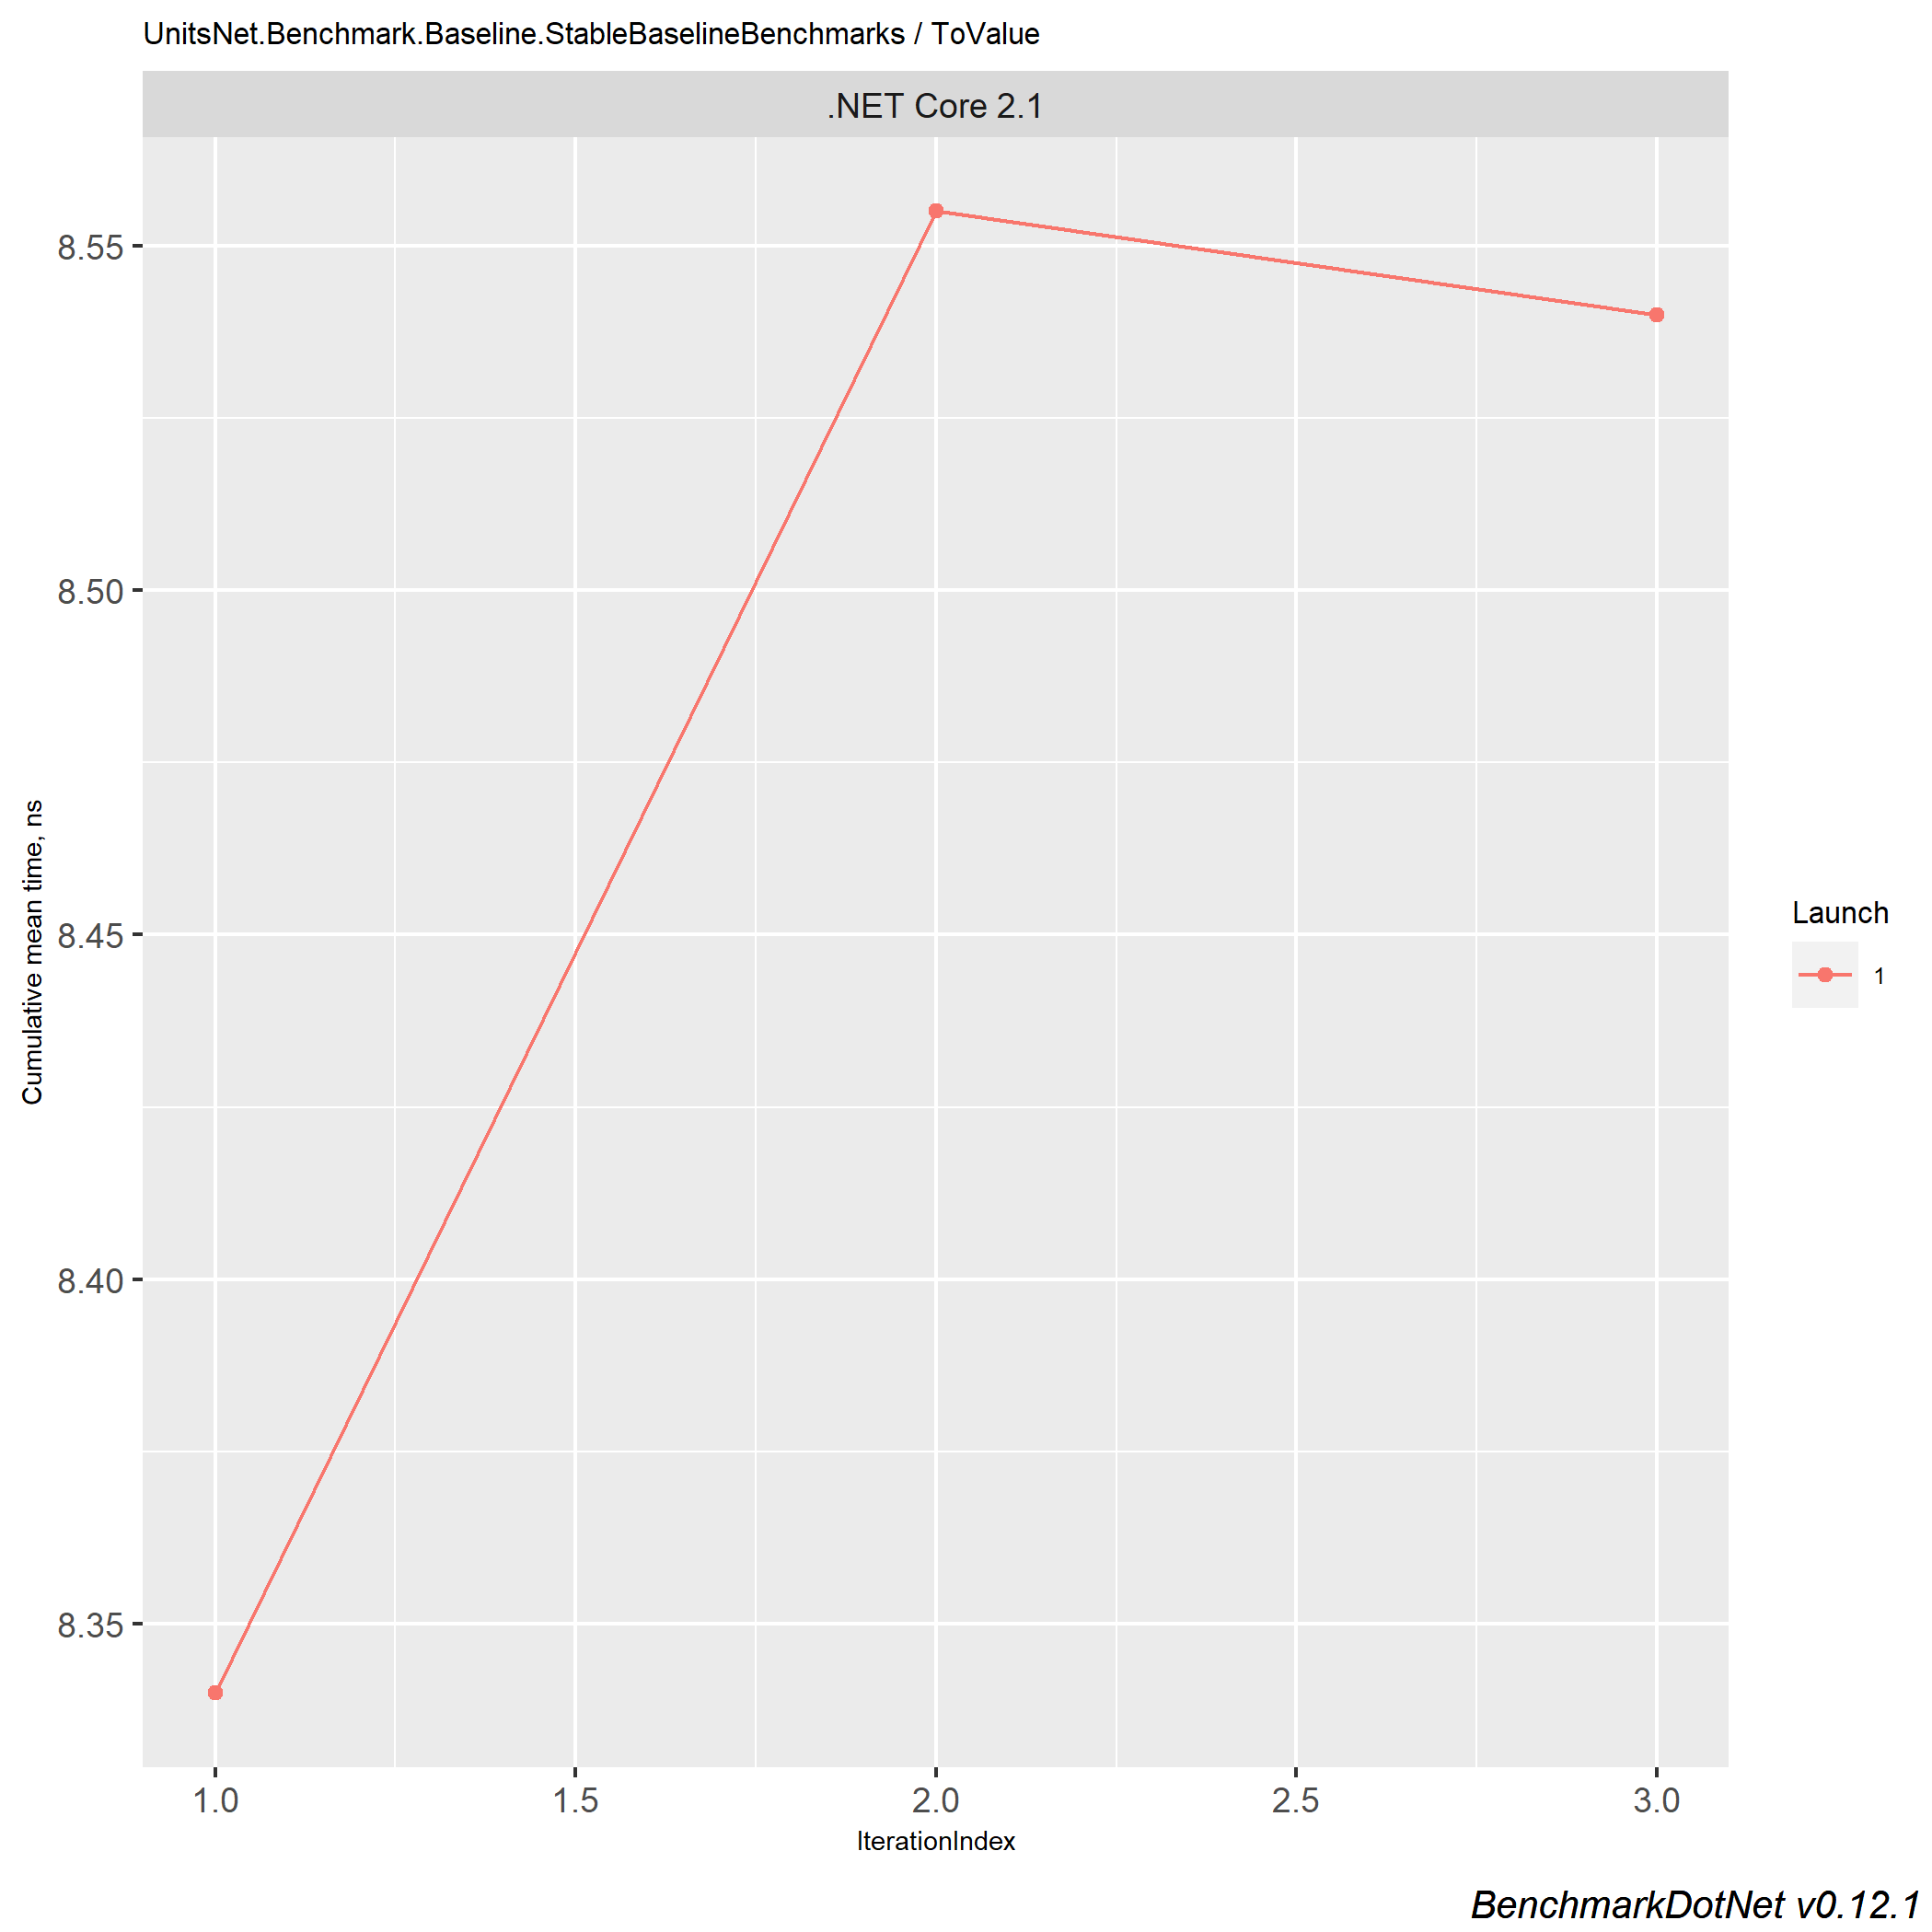 UnitsNet.Benchmark.Baseline.StableBaselineBenchmarks / ToValue
.NET Core 2.1
8.55
8.50
8.45
8.40
8.35
Cumulative mean time, ns
1.0 1.5 2.0 2.5 3.0
IterationIndex
Launch
1
BenchmarkDotNet v0.12.1